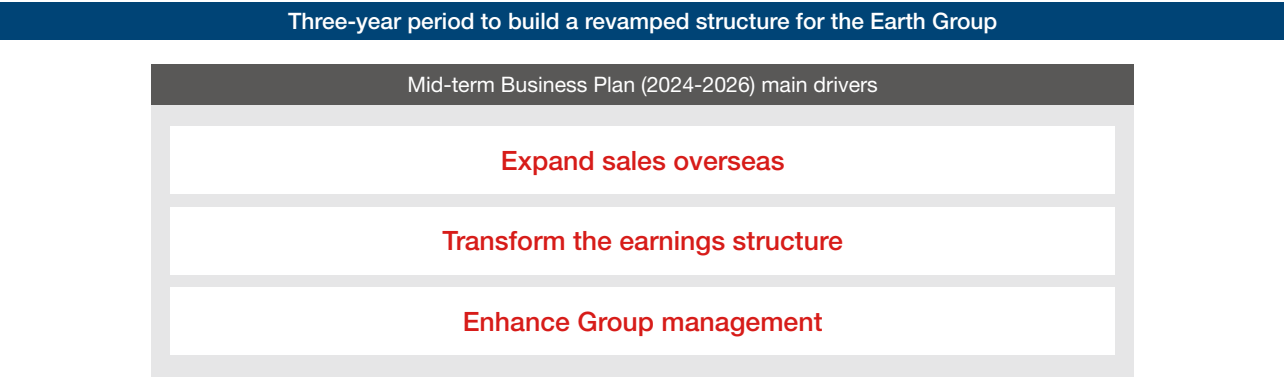 Three-year period to build a revamped structure for the Earth Group
Mid-term Business Plan (2024-2026) main drivers
Expand sales overseas
Transform the earnings structure
Enhance Group management